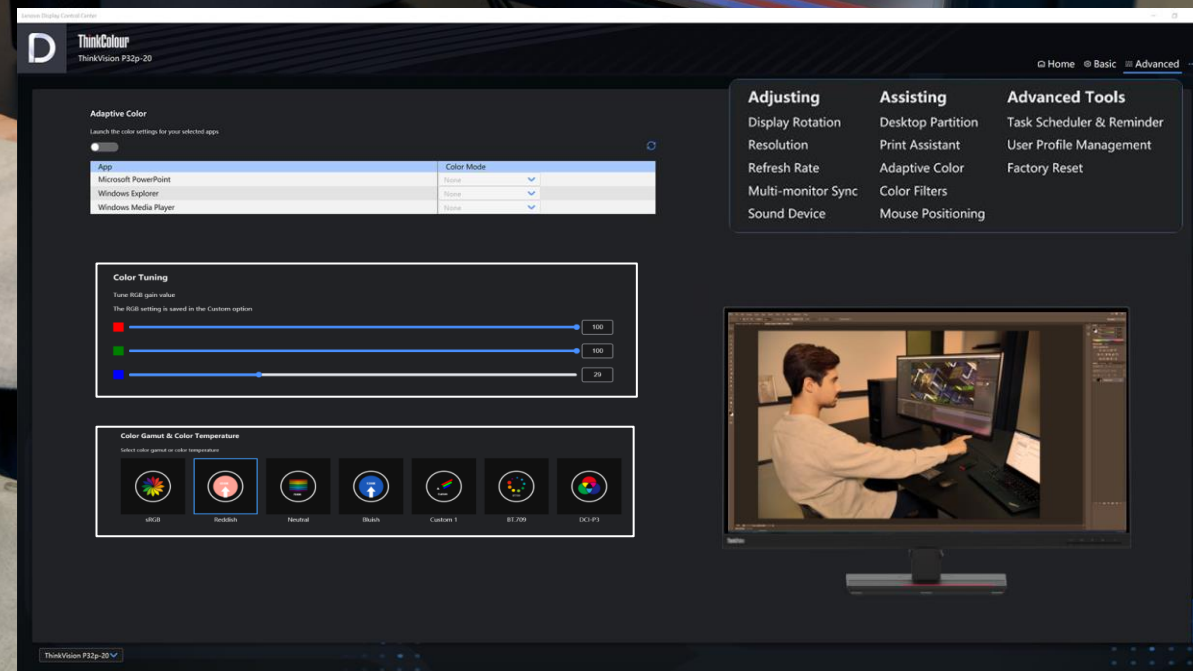 Lenovo Display Control Center
D
ThinkColour
ThinkVision P32p-20
Home Basic Advanced
Adjusting
Display Rotation
Resolution
Refresh Rate
Multi-monitor Sync
Sound Device
Assisting
Desktop Partition
Print Assistant
Adaptive Color
Color Filters
Mouse Positioning
Advanced Tools
Task Scheduler & Reminder
User Profile Management
Factory Reset
Adaptive Color
Launch the color settings for your selected apps
App Color Mode
Microsoft PowerPoint None
Windows Explorer None
Windows Media Player None
Color Tuning
Tune RGB gain value
The RGB setting is saved in the Custom option
100
100
29
Color Gamut & Color Temperature
Select color gamut or color temperature
sRGB Reddish Neutral Bluish Custom 1 BT.709 DCI-P3
ThinkVision P32p-20